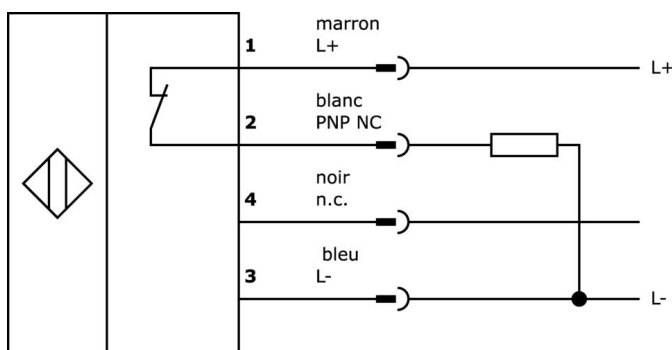 marron
1 L+
L+
blanc
2 PNP NC
noir
4 n.c.
bleu
3 L-
L-